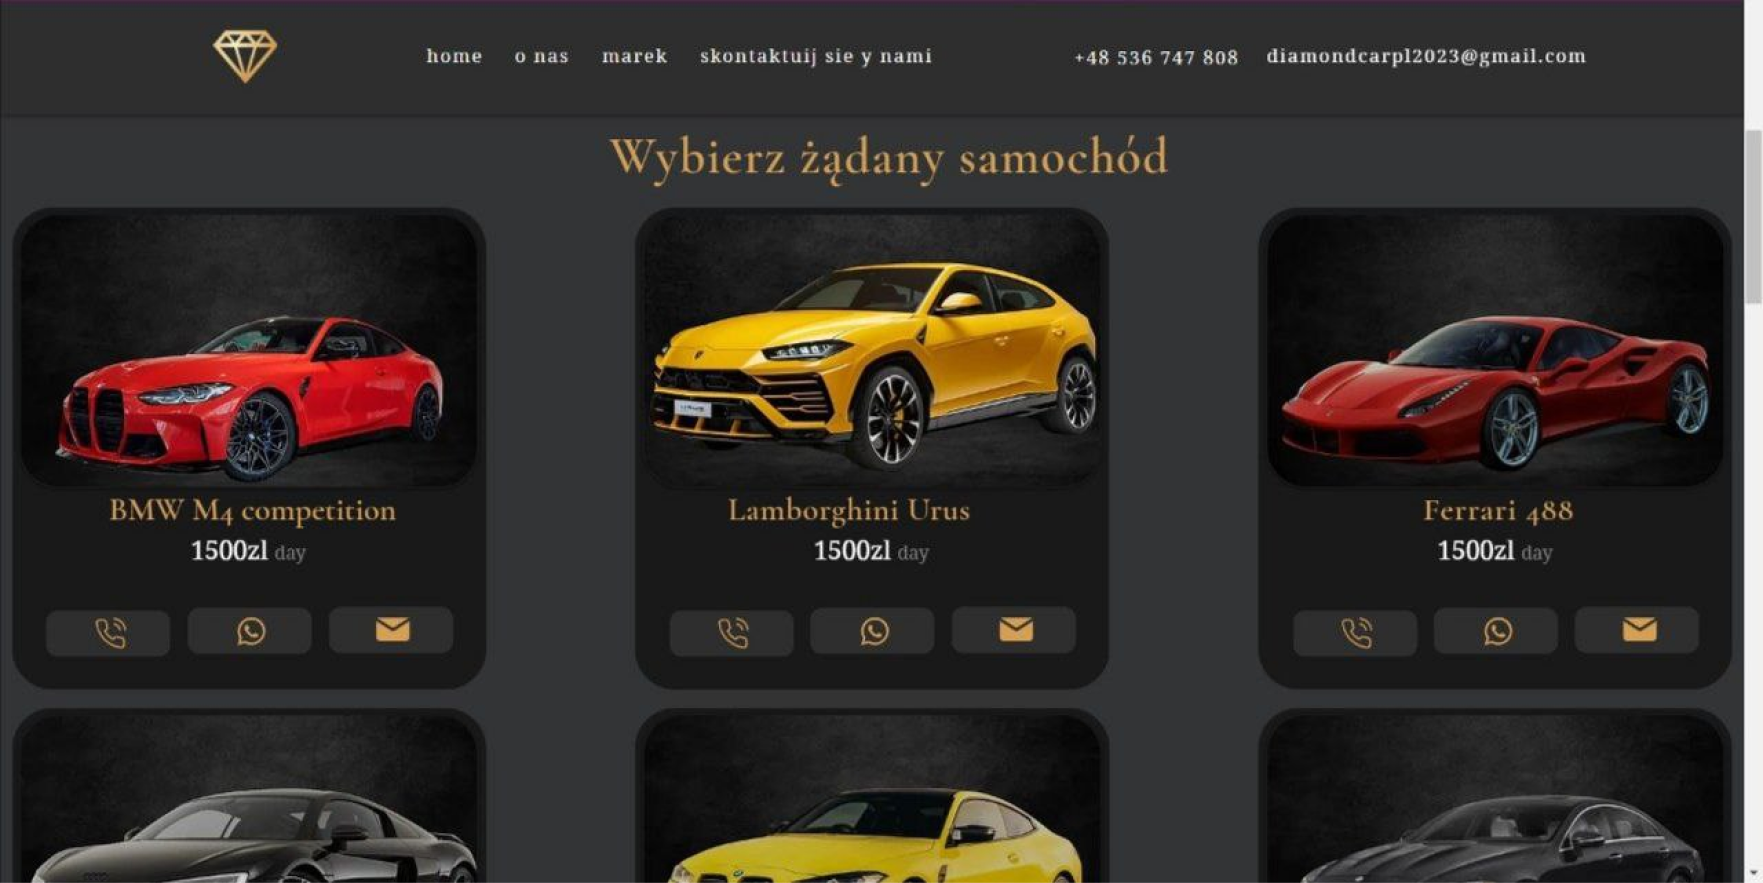 home o nas marek skontaktuij sie y nami +48 536 747 808 diamondcarpl2023@gmail.com
Wybierz żądany samochód
BMW M4 competition
1500zl day
Lamborghini Urus
1500zl day
Ferrari 488
1500zl day